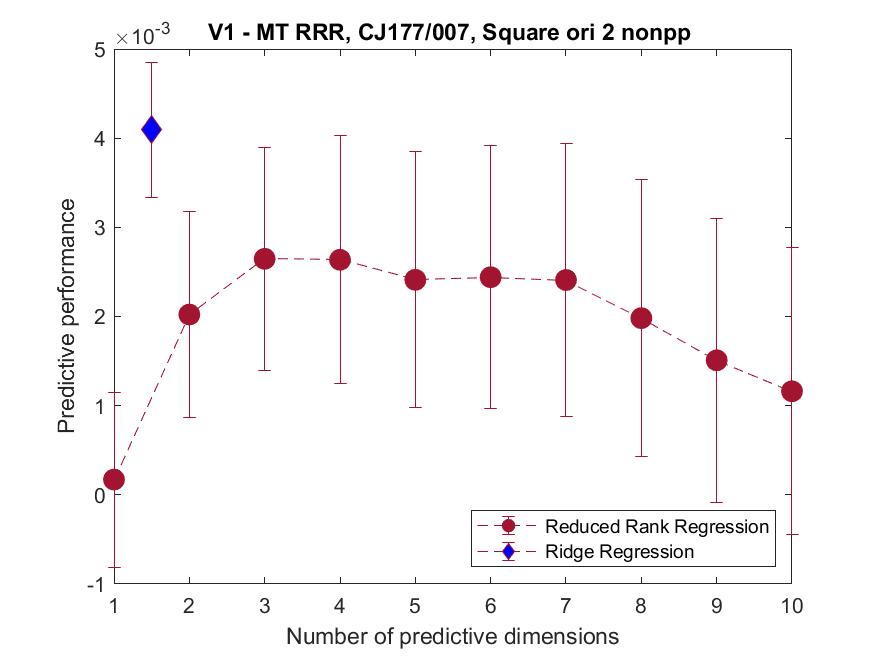 V1 - MT RRR, CJ177/007, Square ori 2 nonpp
×10⁻³
5
4
3
2
1
0
-1
Predictive performance
1 2 3 4 5 6 7 8 9 10
Number of predictive dimensions
Reduced Rank Regression
Ridge Regression